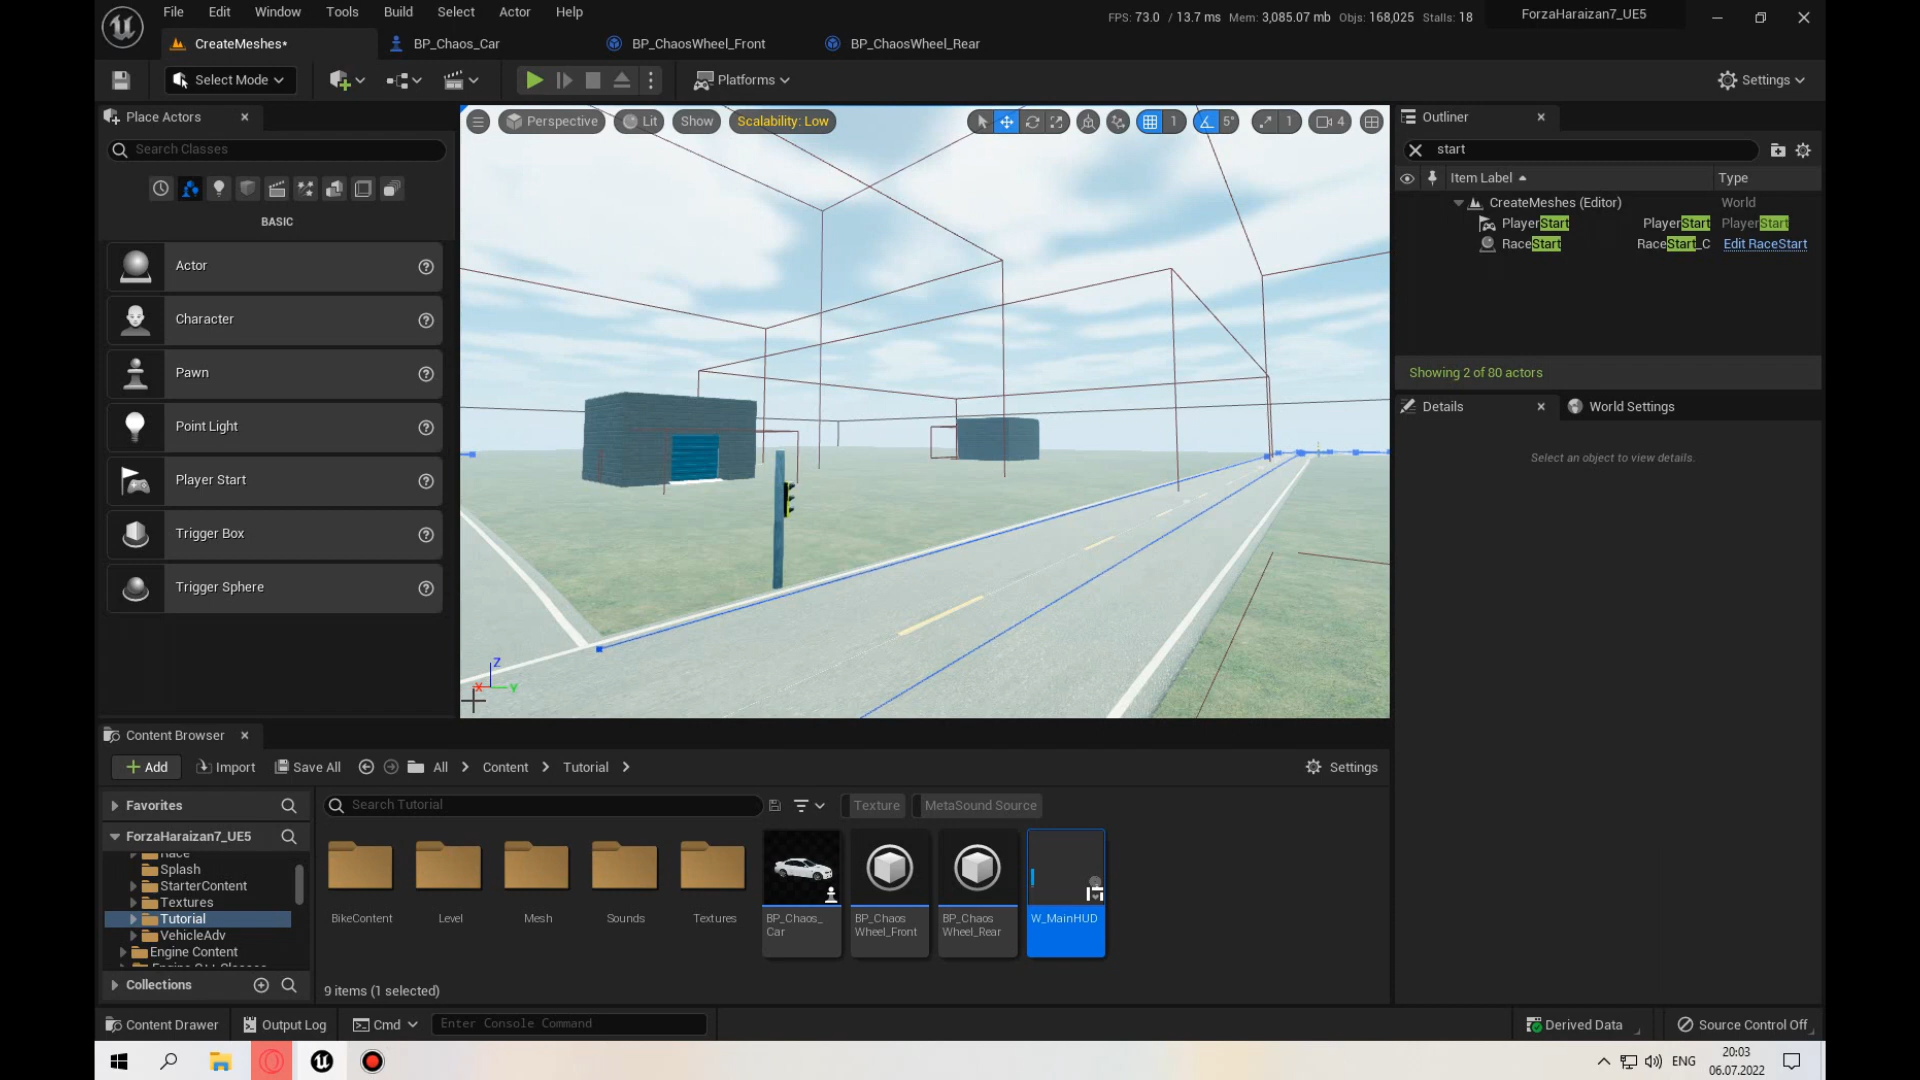 File Edit Window Tools Build Select Actor Help
FPS: 73.0 / 13.7 ms Mem: 3,085.07 mb Objs: 168,025 Stalls: 18
ForzaHaraizan7_UE5
CreateMeshes*
BP_Chaos_Car
BP_ChaosWheel_Front
BP_ChaosWheel_Rear
Select Mode
Platforms
Settings
Place Actors
Search Classes
BASIC
Actor
Character
Pawn
Point Light
Player Start
Trigger Box
Trigger Sphere
Perspective
Lit
Show
Scalability: Low
1
5°
1
4
Z
X
Y
Outliner
start
Item Label
Type
CreateMeshes (Editor)
World
PlayerStart
PlayerStart
PlayerStart
RaceStart
RaceStart_C
Edit RaceStart
Showing 2 of 80 actors
Details
World Settings
Select an object to view details.
Content Browser
Add
Import
Save All
All
Content
Tutorial
Settings
Favorites
ForzaHaraizan7_UE5
Race
Splash
StarterContent
Textures
Tutorial
VehicleAdv
Engine Content
Engine C++ Classes
Collections
Search Tutorial
Texture
MetaSound Source
BikeContent
Level
Mesh
Sounds
Textures
BP_Chaos_
Car
BP_Chaos
Wheel_Front
BP_Chaos
Wheel_Rear
W_MainHUD
9 items (1 selected)
Content Drawer
Output Log
Cmd
Enter Console Command
Derived Data
Source Control Off
ENG
20:03
06.07.2022